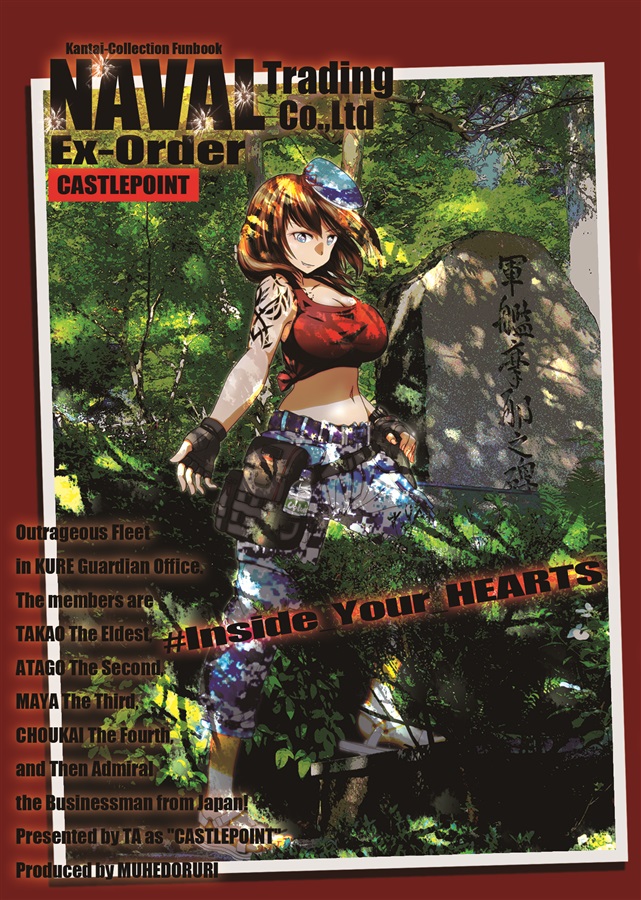 Kantai-Collection Funbook
NAVAL Trading
Co.,Ltd
Ex-Order
CASTLEPOINT
軍艦摩耶之碑
Outrageous Fleet
in KURE Guardian Office.
The members are
TAKAO The Eldest,
ATAGO The Second,
MAYA The Third,
CHOUKAI The Fourth,
and Then Admiral
the Businessman from Japan!
Presented by TA as "CASTLEPOINT"
Produced by MUHEDORURI
#Inside Your HEARTS